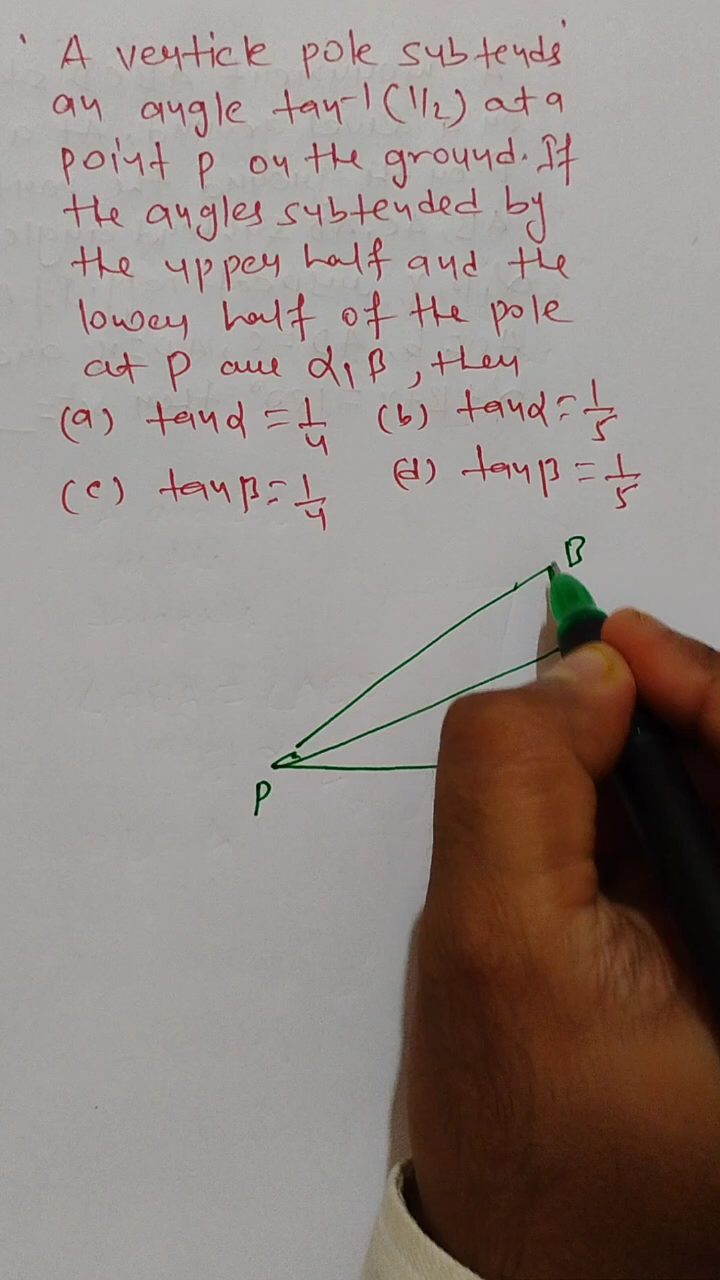 A vertick pole subtends
an angle tan-1 (1/2) at a
point P on the ground. If
the angles subtended by
the upper half and the
lower half of the pole
at P are α, β, then
(a) tanα = 1/4 (b) tanα = 1/5
(c) tanβ = 1/4 (d) tanβ = 1/5
B
P